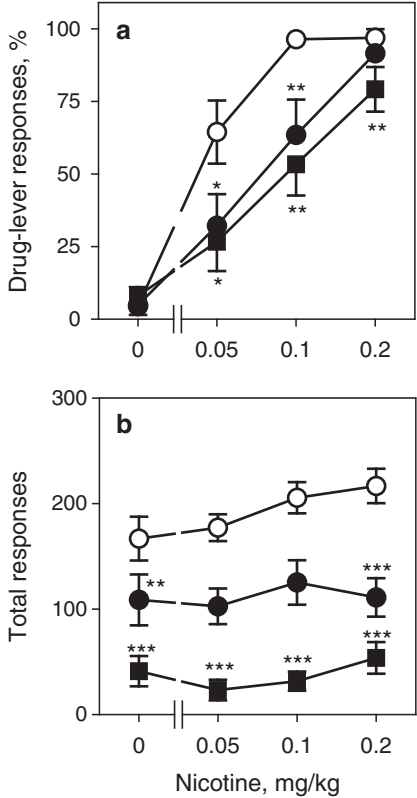 a
Drug-lever responses, %
100
**
75
*
50
**
**
25
*
0
0 0.05 0.1 0.2
300
b
Total responses
200
**
***
100
***
***
***
***
0
0 0.05 0.1 0.2
Nicotine, mg/kg